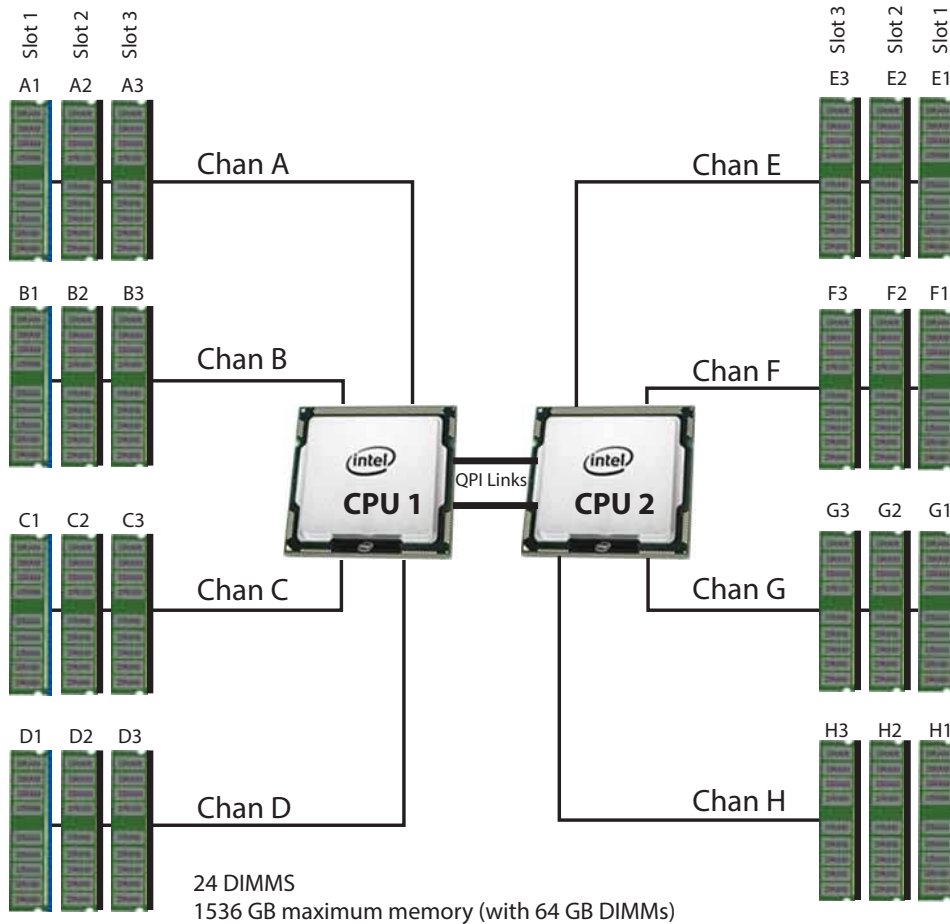 Slot 1 Slot 2 Slot 3
A1 A2 A3
Chan A
B1 B2 B3
Chan B
C1 C2 C3
Chan C
D1 D2 D3
Chan D
intel
CPU 1
QPI Links
intel
CPU 2
Slot 3 Slot 2 Slot 1
E3 E2 E1
Chan E
F3 F2 F1
Chan F
G3 G2 G1
Chan G
H3 H2 H1
Chan H
24 DIMMS
1536 GB maximum memory (with 64 GB DIMMs)